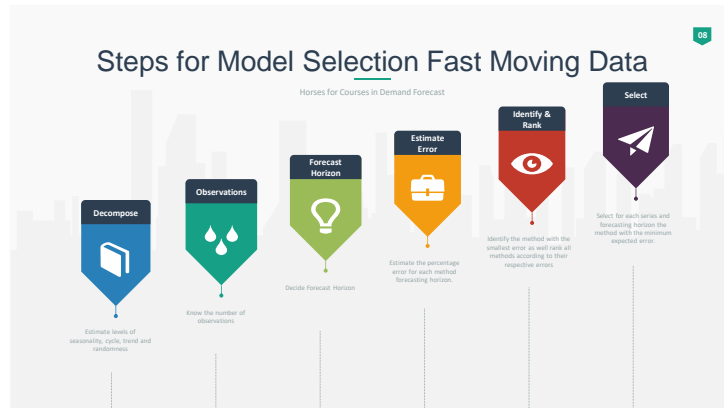 08
Steps for Model Selection Fast Moving Data
Horses for Courses in Demand Forecast
Decompose
Estimate levels of
seasonality, cycle, trend and
randomness
Observations
Know the number of
observations
Forecast
Horizon
Decide Forecast Horizon
Estimate
Error
Estimate the percentage
error for each method
forecasting horizon.
Identify &
Rank
Identify the method with the
smallest error as well rank all
methods according to their
respective errors
Select
Select for each series and
forecasting horizon the
method with the minimum
expected error